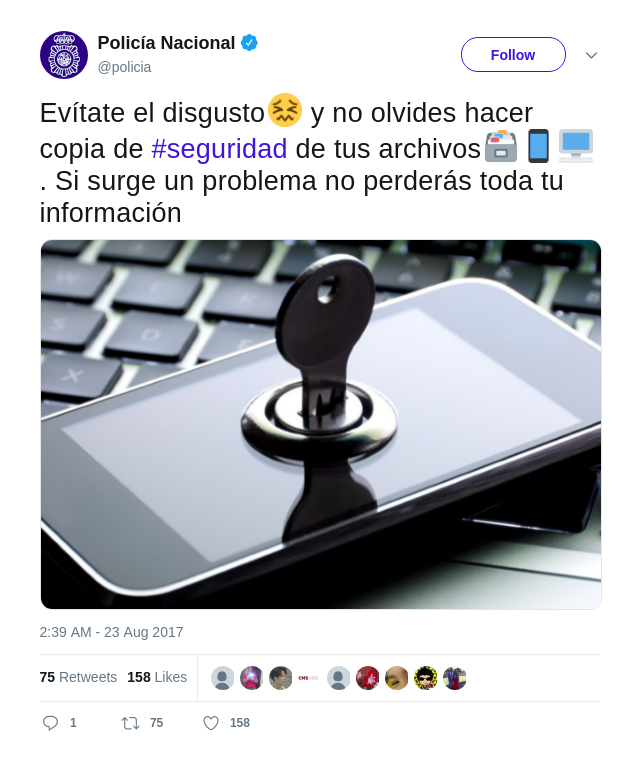 Policía Nacional
@policia
Follow
Evítate el disgusto😖 y no olvides hacer
copia de #seguridad de tus archivos🗃📱🖥
. Si surge un problema no perderás toda tu
información
W
S
D
X
2:39 AM - 23 Aug 2017
75 Retweets 158 Likes
CMS
1 75 158